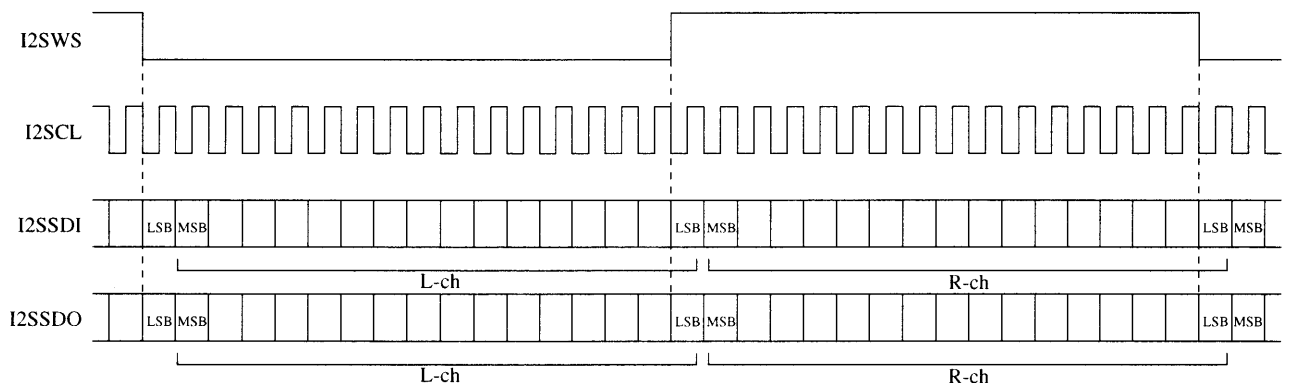 I2SWS
I2SCL
I2SSDI
LSB MSB LSB MSB LSB MSB
L-ch R-ch
I2SSDO
LSB MSB LSB MSB LSB MSB
L-ch R-ch